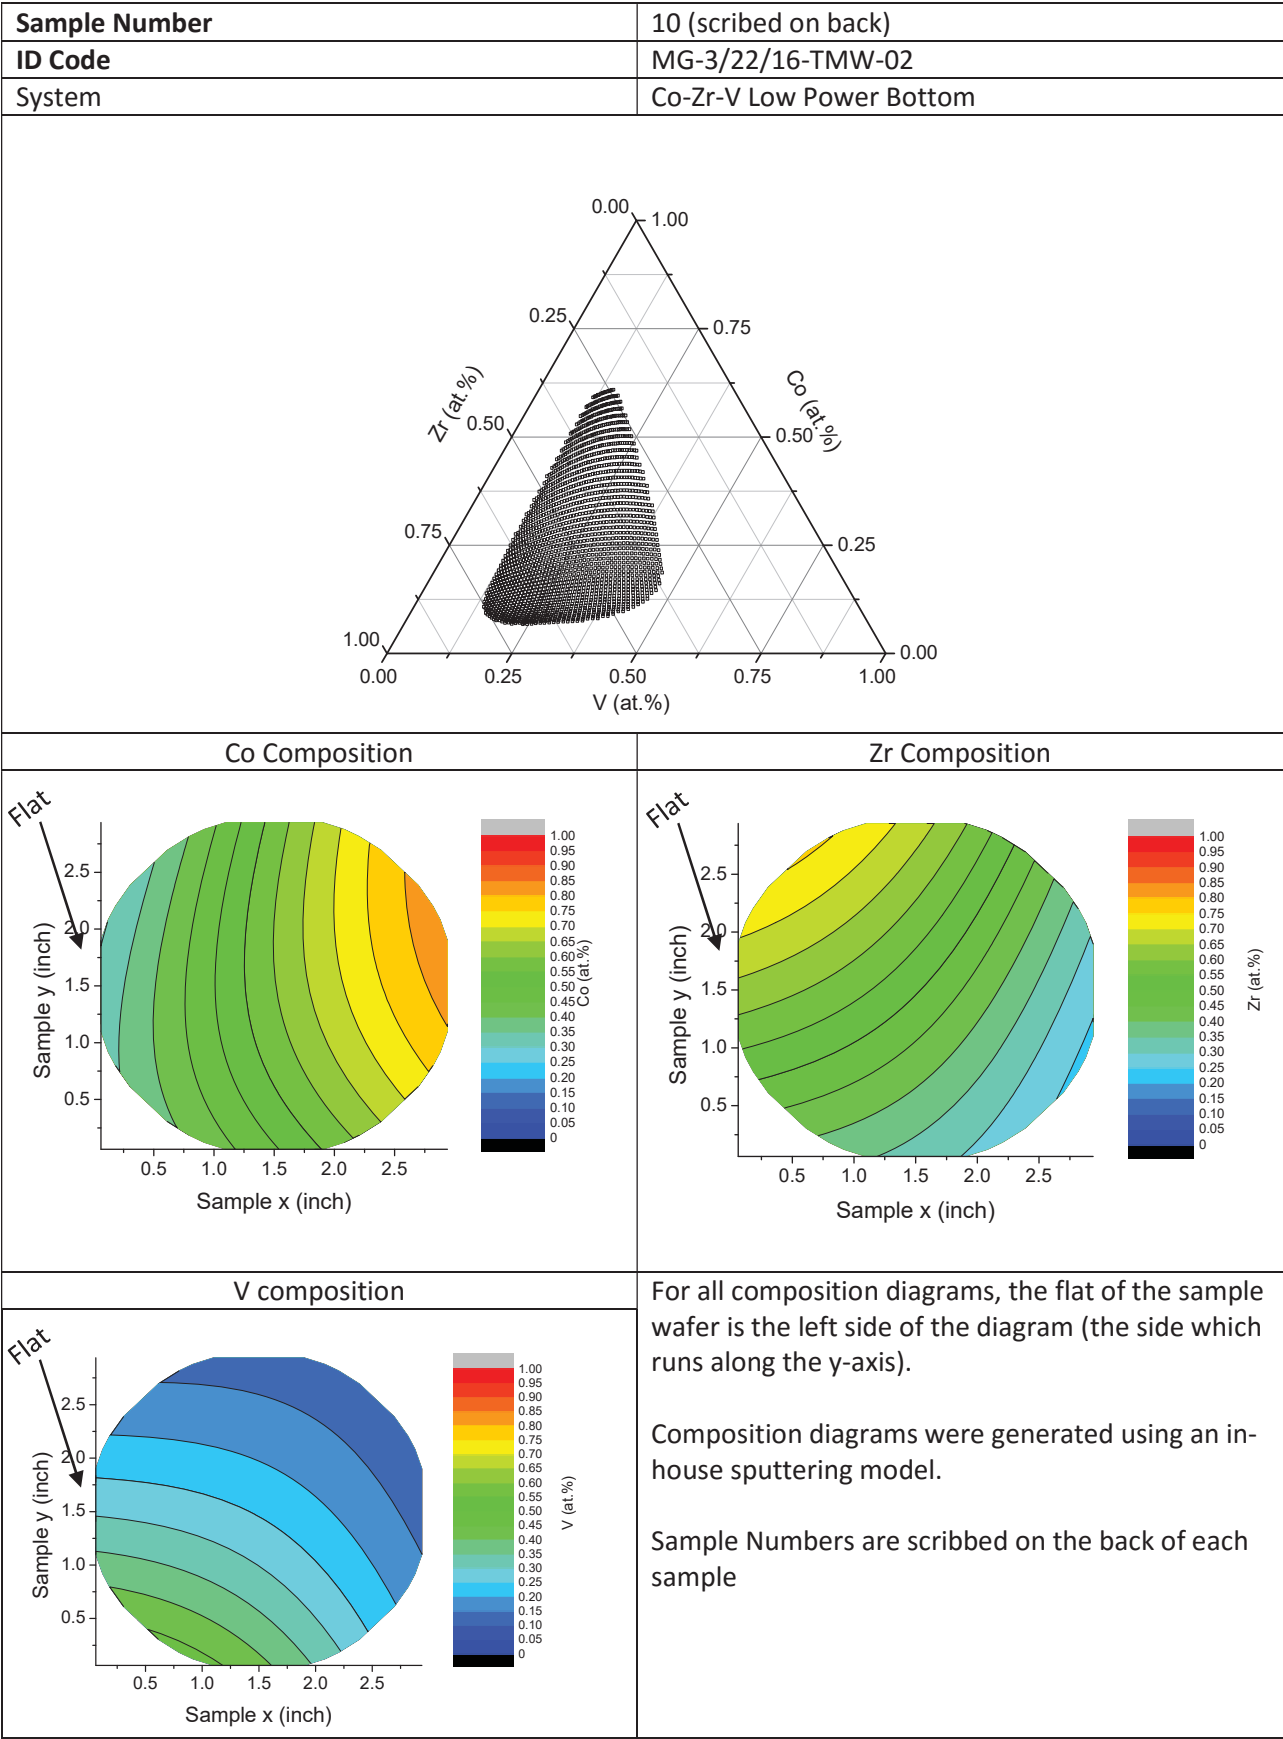 Sample Number 10 (scribed on back)
ID Code MG-3/22/16-TMW-02
System Co-Zr-V Low Power Bottom
0.00 1.00
0.25 0.75
Zr (at.%) Co (at.%)
0.50 0.50
0.75 0.25
1.00 0.00
0.00 0.25 0.50 0.75 1.00
V (at.%)
Co Composition
Flat
2.5
2.0
1.5
1.0
0.5
Sample y (inch)
0.5 1.0 1.5 2.0 2.5
Sample x (inch)
1.00
0.95
0.90
0.85
0.80
0.75
0.70
0.65
0.60
0.55
0.50
0.45
0.40
0.35
0.30
0.25
0.20
0.15
0.10
0.05
0
Co (at.%)
Zr Composition
Flat
2.5
2.0
1.5
1.0
0.5
Sample y (inch)
0.5 1.0 1.5 2.0 2.5
Sample x (inch)
1.00
0.95
0.90
0.85
0.80
0.75
0.70
0.65
0.60
0.55
0.50
0.45
0.40
0.35
0.30
0.25
0.20
0.15
0.10
0.05
0
Zr (at.%)
V composition
Flat
2.5
2.0
1.5
1.0
0.5
Sample y (inch)
0.5 1.0 1.5 2.0 2.5
Sample x (inch)
1.00
0.95
0.90
0.85
0.80
0.75
0.70
0.65
0.60
0.55
0.50
0.45
0.40
0.35
0.30
0.25
0.20
0.15
0.10
0.05
0
V (at.%)
For all composition diagrams, the flat of the sample
wafer is the left side of the diagram (the side which
runs along the y-axis).
Composition diagrams were generated using an in-
house sputtering model.
Sample Numbers are scribbed on the back of each
sample